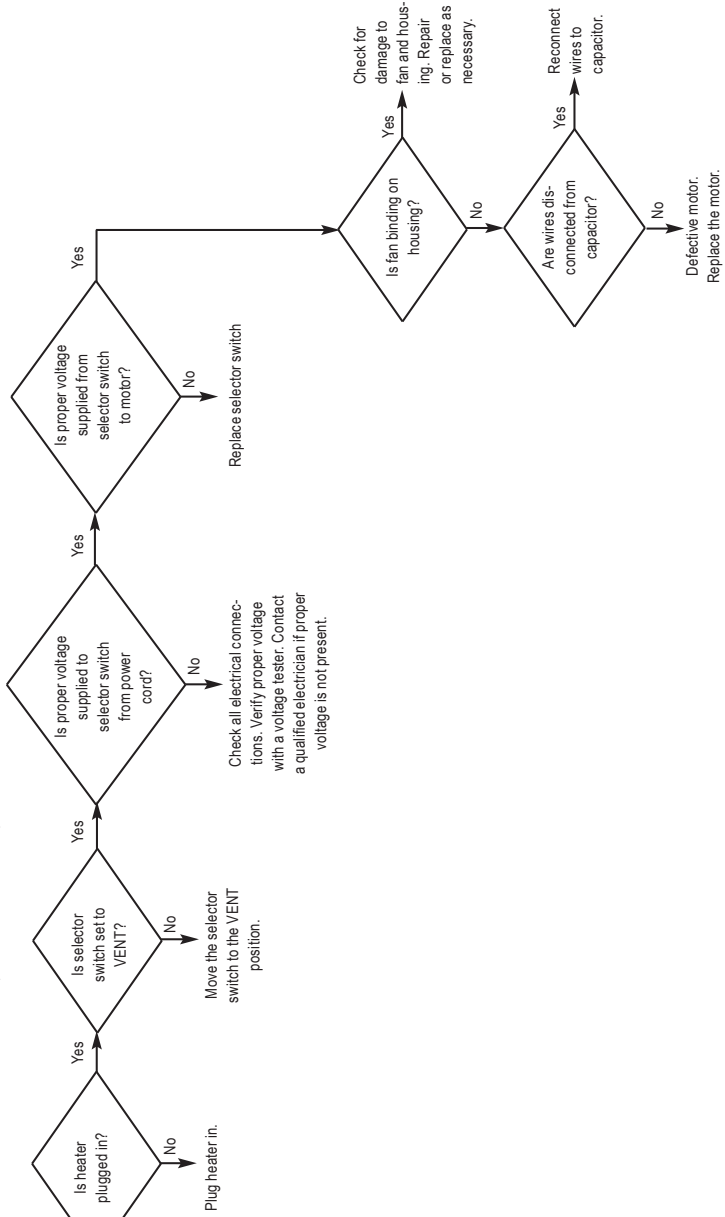 Is heater
plugged in?
Yes
No
Plug heater in.
Is selector
switch set to
VENT?
Yes
No
Move the selector
switch to the VENT
position.
Is proper voltage
supplied to
selector switch
from power
cord?
Yes
No
Check all electrical connec-
tions. Verify proper voltage
with a voltage tester. Contact
a qualified electrician if proper
voltage is not present.
Is proper voltage
supplied from
selector switch
to motor?
Yes
No
Replace selector switch
Is fan binding on
housing?
Yes
Check for
damage to
fan and hous-
ing. Repair
or replace as
necessary.
No
Are wires dis-
connected from
capacitor?
Yes
Reconnect
wires to
capacitor.
No
Defective motor.
Replace the motor.